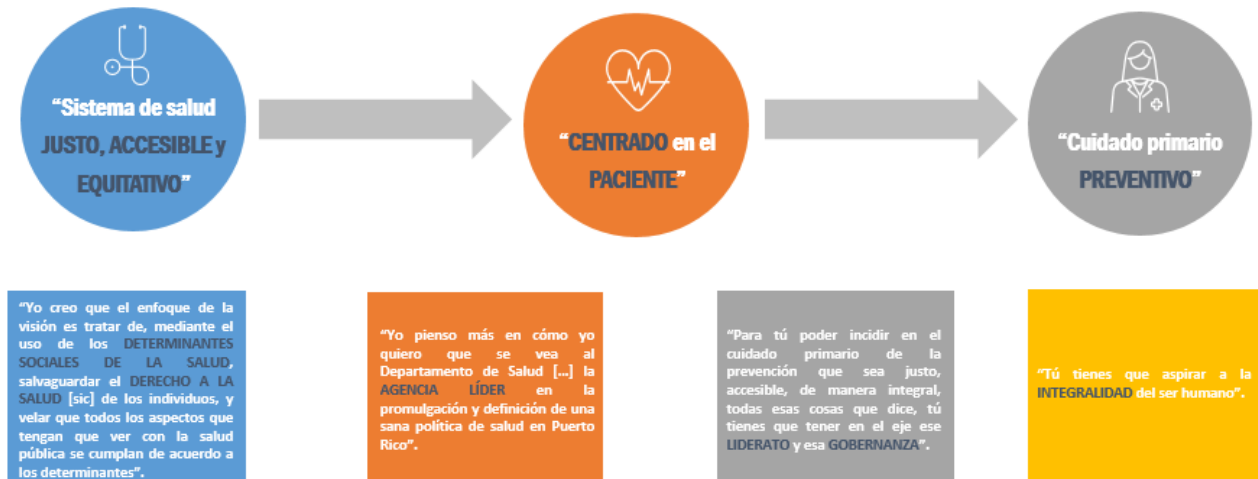 “Sistema de salud
JUSTO, ACCESIBLE y
EQUITATIVO”
“CENTRADO en el
PACIENTE”
“Cuidado primario
PREVENTIVO”
“Yo creo que el enfoque de la
visión es tratar de, mediante el
uso de los DETERMINANTES
SOCIALES DE LA SALUD,
salvaguardar el DERECHO A LA
SALUD [sic] de los individuos, y
velar que todos los aspectos que
tengan que ver con la salud
pública se cumplan de acuerdo a
los determinantes”.
“Yo pienso más en cómo yo
quiero que se vea al
Departamento de Salud [...] la
AGENCIA LÍDER en la
promulgación y definición de una
sana política de salud en Puerto
Rico”.
“Para tú poder incidir en el
cuidado primario de la
prevención que sea justo,
accesible, de manera integral,
todas esas cosas que dice, tú
tienes que tener en el eje ese
LIDERATO y esa GOBERNANZA”.
“Tú tienes que aspirar a la
INTEGRALIDAD del ser humano”.